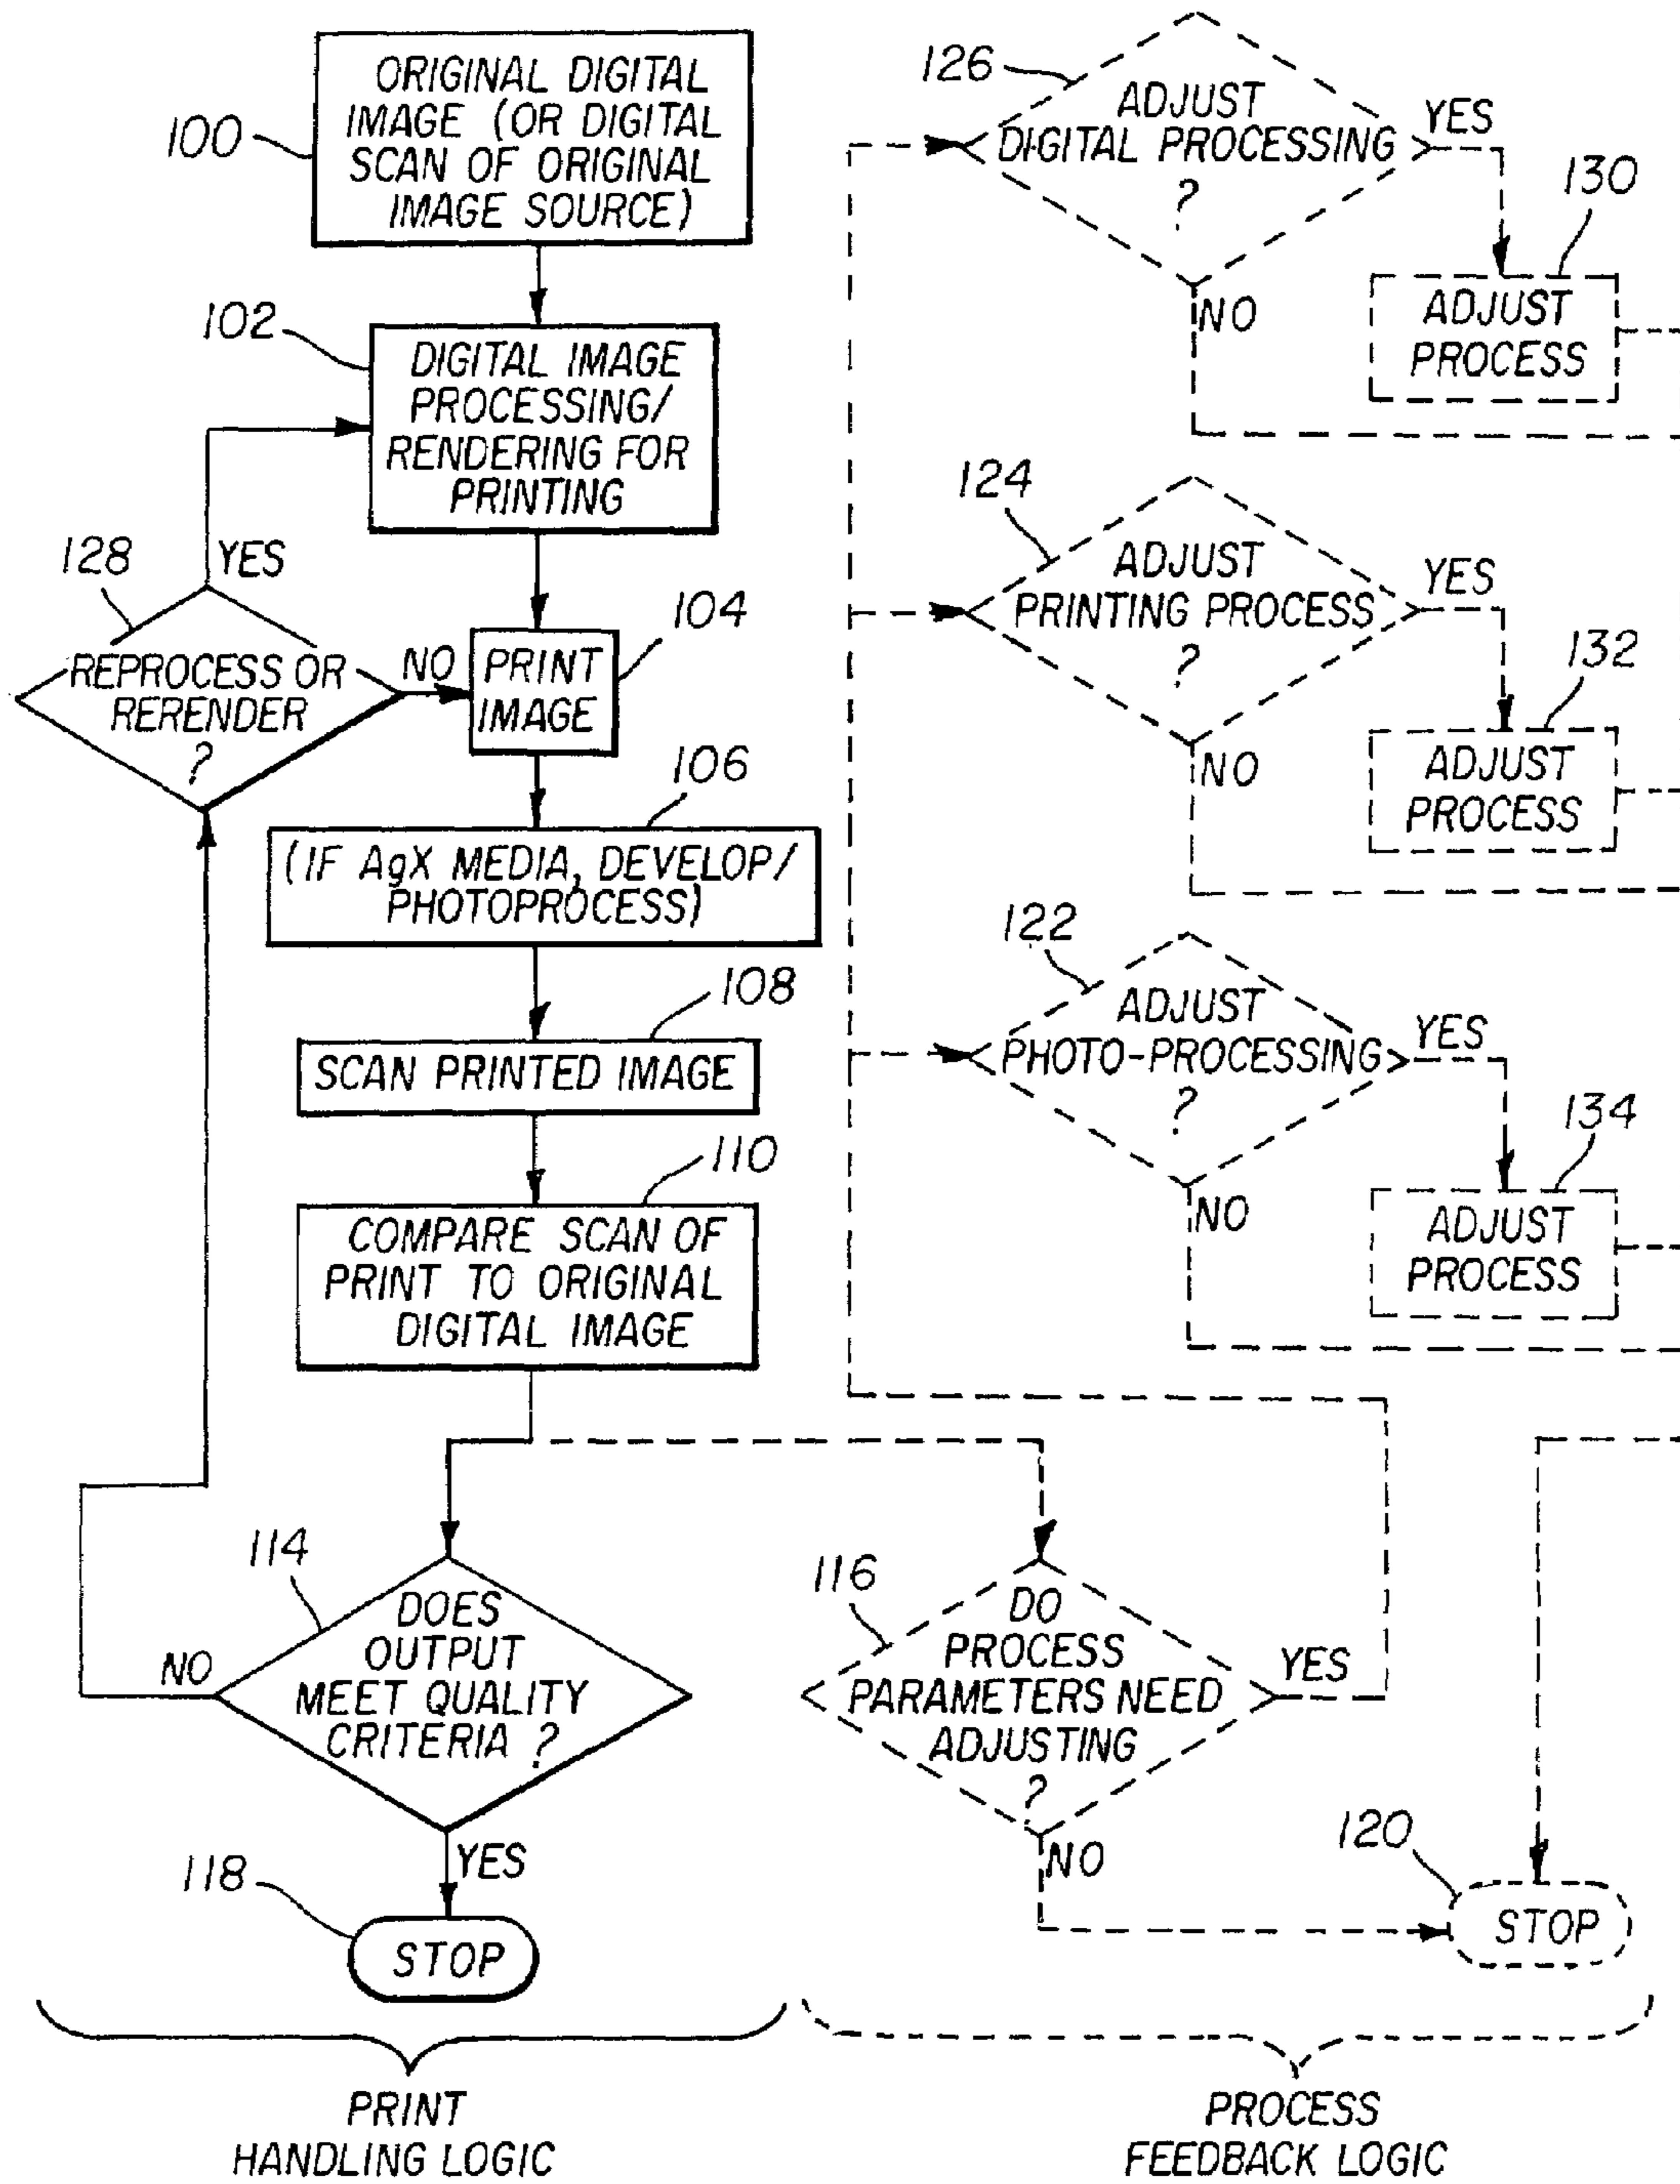 100
ORIGINAL DIGITAL
IMAGE (OR DIGITAL
SCAN OF ORIGINAL
IMAGE SOURCE)
102
DIGITAL IMAGE
PROCESSING/
RENDERING FOR
PRINTING
128
YES
REPROCESS OR
RERENDER
?
NO
104
PRINT
IMAGE
106
(IF AgX MEDIA, DEVELOP/
PHOTOPROCESS)
108
SCAN PRINTED IMAGE
110
COMPARE SCAN OF
PRINT TO ORIGINAL
DIGITAL IMAGE
114
DOES
OUTPUT
MEET QUALITY
CRITERIA ?
NO
YES
118
STOP
PRINT
HANDLING LOGIC
126
ADJUST
DIGITAL PROCESSING
?
YES
NO
130
ADJUST
PROCESS
124
ADJUST
PRINTING PROCESS
?
YES
NO
132
ADJUST
PROCESS
122
ADJUST
PHOTO-PROCESSING
?
YES
NO
134
ADJUST
PROCESS
116
DO
PROCESS
PARAMETERS NEED
ADJUSTING
?
YES
NO
120
STOP
PROCESS
FEEDBACK LOGIC